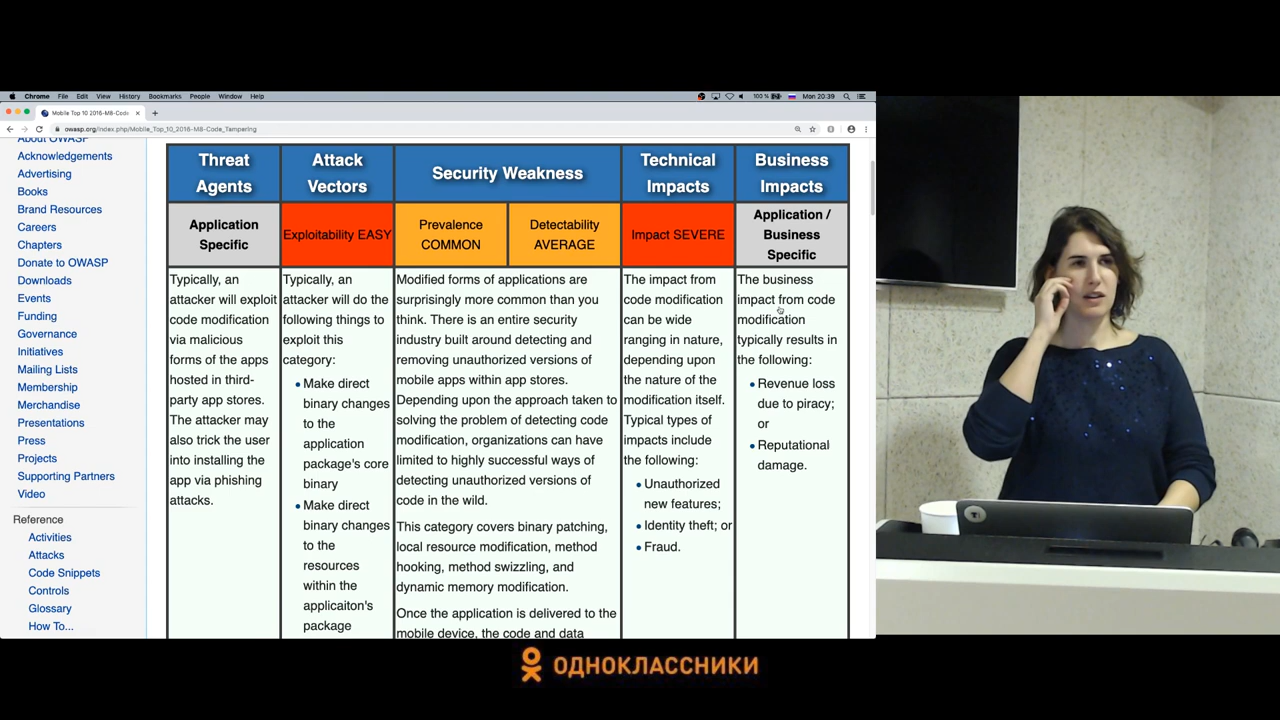 Chrome File Edit View History Bookmarks People Window Help
100 % Mon 20:39
Mobile Top 10 2016-M8-Code
owasp.org/index.php/Mobile_Top_10_2016-M8-Code_Tampering
About OWASP
Acknowledgements
Advertising
Books
Brand Resources
Careers
Chapters
Donate to OWASP
Downloads
Events
Funding
Governance
Initiatives
Mailing Lists
Membership
Merchandise
Presentations
Press
Projects
Supporting Partners
Video
Reference
Activities
Attacks
Code Snippets
Controls
Glossary
How To...
Threat
Agents
Attack
Vectors
Security Weakness
Technical
Impacts
Business
Impacts
Application
Specific
Exploitability EASY
Prevalence
COMMON
Detectability
AVERAGE
Impact SEVERE
Application /
Business
Specific
Typically, an
attacker will exploit
code modification
via malicious
forms of the apps
hosted in third-
party app stores.
The attacker may
also trick the user
into installing the
app via phishing
attacks.
Typically, an
attacker will do the
following things to
exploit this
category:
Make direct
binary changes
to the
application
package's core
binary
Make direct
binary changes
to the
resources
within the
applicaiton's
package
Modified forms of applications are
surprisingly more common than you
think. There is an entire security
industry built around detecting and
removing unauthorized versions of
mobile apps within app stores.
Depending upon the approach taken to
solving the problem of detecting code
modification, organizations can have
limited to highly successful ways of
detecting unauthorized versions of
code in the wild.
This category covers binary patching,
local resource modification, method
hooking, method swizzling, and
dynamic memory modification.
Once the application is delivered to the
mobile device, the code and data
The impact from
code modification
can be wide
ranging in nature,
depending upon
the nature of the
modification itself.
Typical types of
impacts include
the following:
Unauthorized
new features;
Identity theft; or
Fraud.
The business
impact from code
modification
typically results in
the following:
Revenue loss
due to piracy;
or
Reputational
damage.
ОДНОКЛАССНИКИ